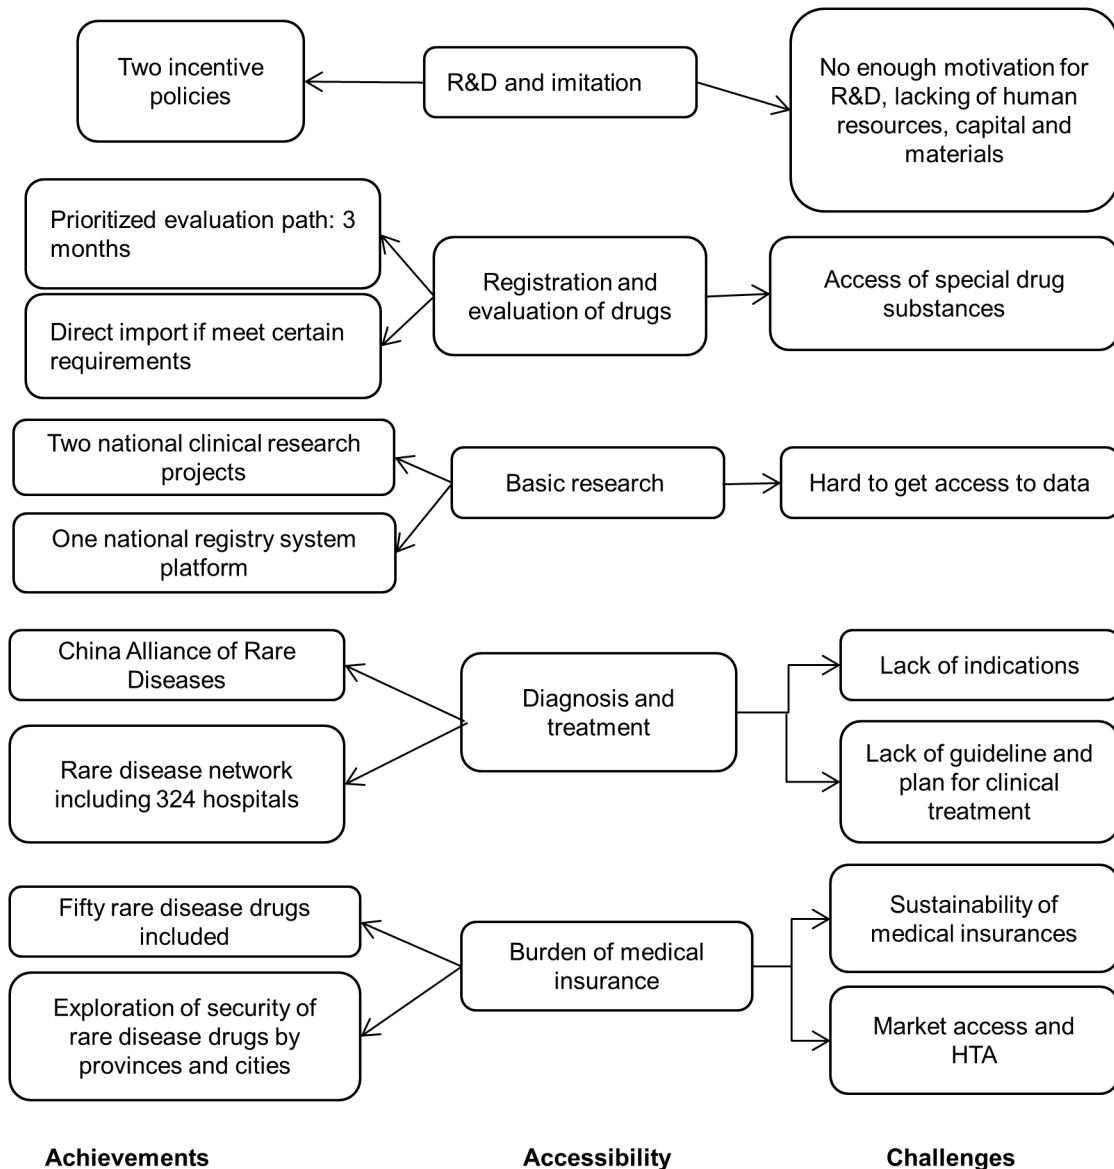 Two incentive
policies
R&D and imitation
No enough motivation for
R&D, lacking of human
resources, capital and
materials
Prioritized evaluation path: 3
months
Direct import if meet certain
requirements
Registration and
evaluation of drugs
Access of special drug
substances
Two national clinical research
projects
One national registry system
platform
Basic research
Hard to get access to data
China Alliance of Rare
Diseases
Rare disease network
including 324 hospitals
Diagnosis and
treatment
Lack of indications
Lack of guideline and
plan for clinical
treatment
Fifty rare disease drugs
included
Exploration of security of
rare disease drugs by
provinces and cities
Burden of medical
insurance
Sustainability of
medical insurances
Market access and
HTA
Achievements
Accessibility
Challenges